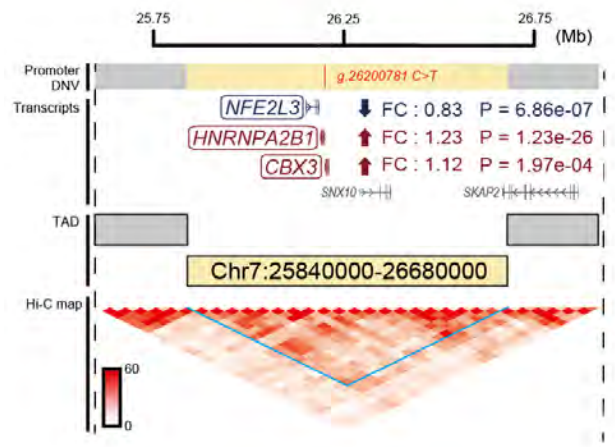 25.75 26.25 26.75
(Mb)
Promoter
DNV
g.26200781 C>T
Transcripts
NFE2L3 FC : 0.83 P = 6.86e-07
HNRNPA2B1 FC : 1.23 P = 1.23e-26
CBX3 FC : 1.12 P = 1.97e-04
SNX10 SKAP2
TAD
Chr7:25840000-26680000
Hi-C map
60
0